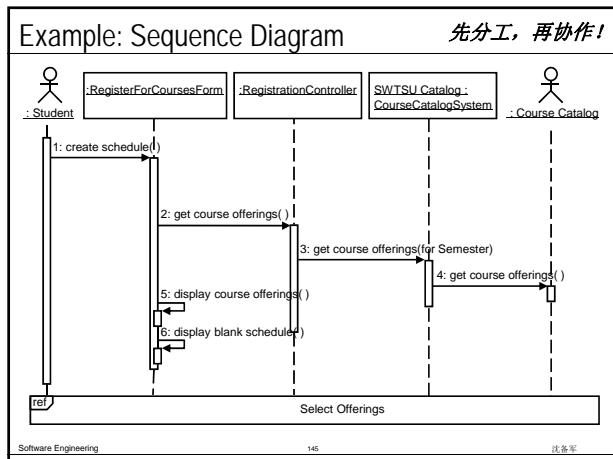 Example: Sequence Diagram
先分工，再协作！
: Student
:RegisterForCoursesForm
:RegistrationController
SWTSU Catalog :
CourseCatalogSystem
: Course Catalog
1: create schedule( )
2: get course offerings( )
3: get course offerings(for Semester)
4: get course offerings( )
5: display course offerings( )
6: display blank schedule( )
ref
Select Offerings
Software Engineering
145
沈备军